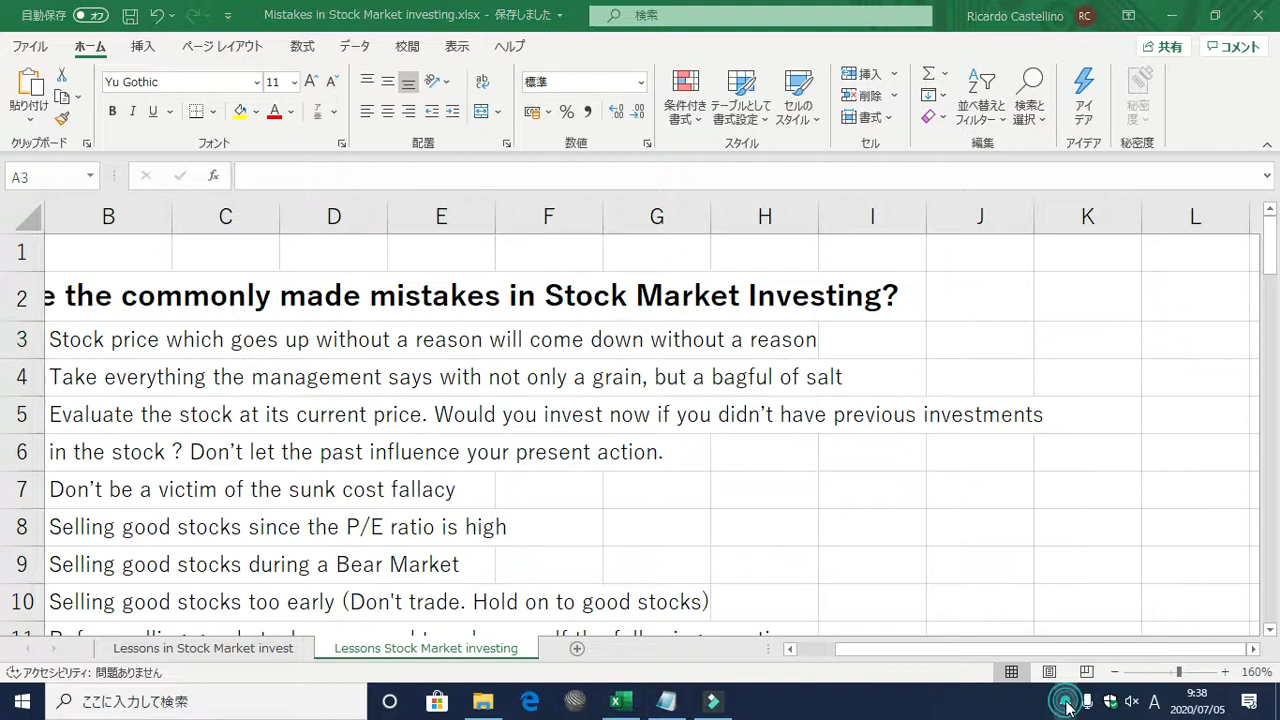 自動保存 オフ Mistakes in Stock Market investing.xlsx - 保存しました 検索 Ricardo Castellino RC
ファイル ホーム 挿入 ページ レイアウト 数式 データ 校閲 表示 ヘルプ 共有 コメント
Yu Gothic 11 標準
貼り付け B I U 条件付き書式 テーブルとして書式設定 セルのスタイル 挿入 削除 書式 並べ替えとフィルター 検索と選択 アイデア 秘密度
クリップボード フォント 配置 数値 スタイル セル 編集 アイデア 秘密度
A3 fx
B C D E F G H I J K L
1
2 e the commonly made mistakes in Stock Market Investing?
3 Stock price which goes up without a reason will come down without a reason
4 Take everything the management says with not only a grain, but a bagful of salt
5 Evaluate the stock at its current price. Would you invest now if you didn’t have previous investments
6 in the stock ? Don’t let the past influence your present action.
7 Don’t be a victim of the sunk cost fallacy
8 Selling good stocks since the P/E ratio is high
9 Selling good stocks during a Bear Market
10 Selling good stocks too early (Don't trade. Hold on to good stocks)
11
Lessons in Stock Market invest Lessons Stock Market investing
アクセシビリティ: 問題ありません 160%
ここに入力して検索 A 9:38
2020/07/05